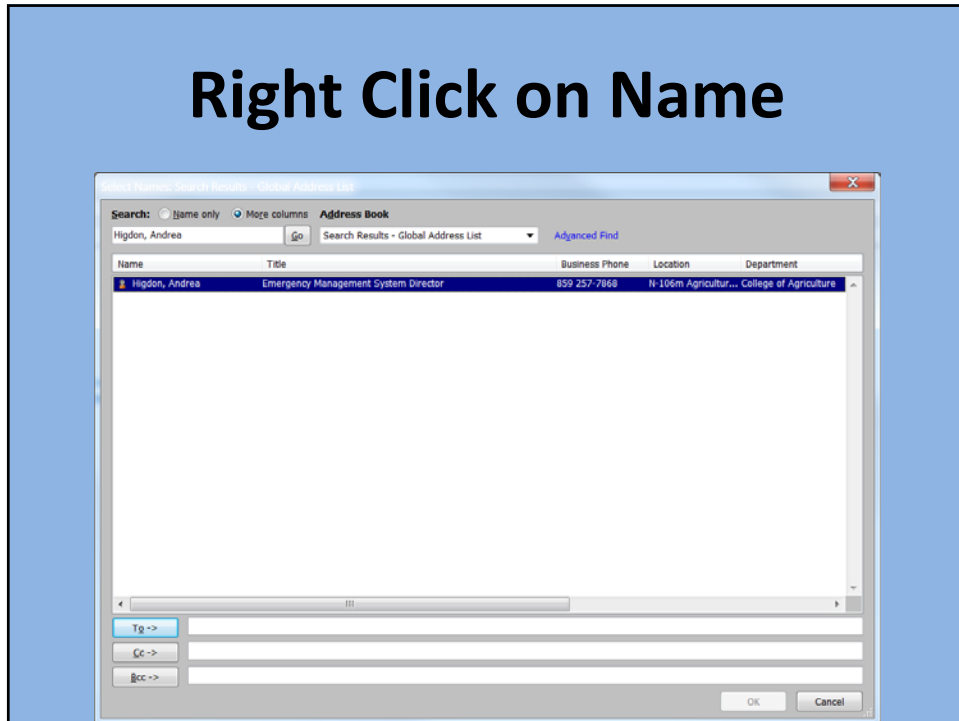 Right Click on Name
Select Names: Search Results - Global Address List
Search: Name only More columns Address Book
Higdon, Andrea Go Search Results - Global Address List Advanced Find
Name Title Business Phone Location Department
Higdon, Andrea Emergency Management System Director 859 257-7868 N-106m Agricultur... College of Agriculture
To ->
Cc ->
Bcc ->
OK Cancel